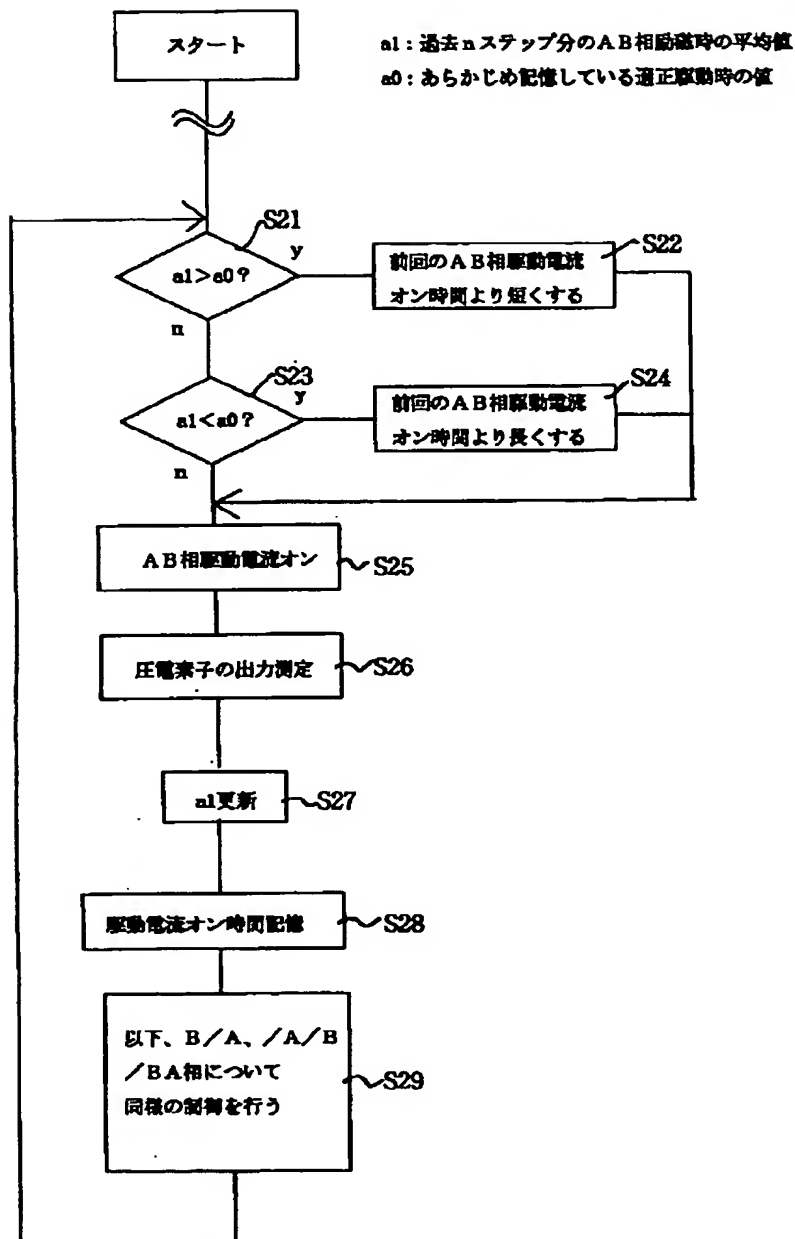 スタート
a1：過去nステップ分のAB相励磁時の平均値
a0：あらかじめ記憶している適正駆動時の値
S21
a1>a0？
y
n
前回のAB相駆動電流
オン時間より短くする
S22
S23
a1<a0？
y
n
前回のAB相駆動電流
オン時間より長くする
S24
AB相駆動電流オン
S25
圧電素子の出力測定
S26
a1更新
S27
駆動電流オン時間記憶
S28
以下、B／A、／A／B
／BA相について
同様の制御を行う
S29